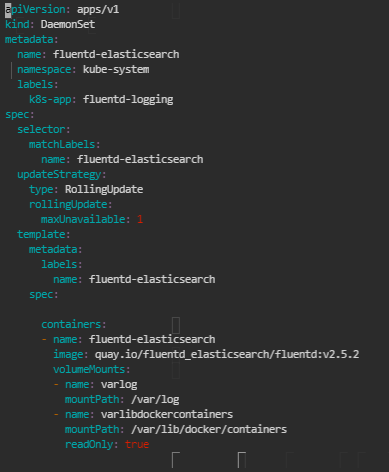 apiVersion: apps/v1
kind: DaemonSet
metadata:
  name: fluentd-elasticsearch
  namespace: kube-system
  labels:
    k8s-app: fluentd-logging
spec:
  selector:
    matchLabels:
      name: fluentd-elasticsearch
  updateStrategy:
    type: RollingUpdate
    rollingUpdate:
      maxUnavailable: 1
  template:
    metadata:
      labels:
        name: fluentd-elasticsearch
    spec:

      containers:
      - name: fluentd-elasticsearch
        image: quay.io/fluentd_elasticsearch/fluentd:v2.5.2
        volumeMounts:
        - name: varlog
          mountPath: /var/log
        - name: varlibdockercontainers
          mountPath: /var/lib/docker/containers
          readOnly: true